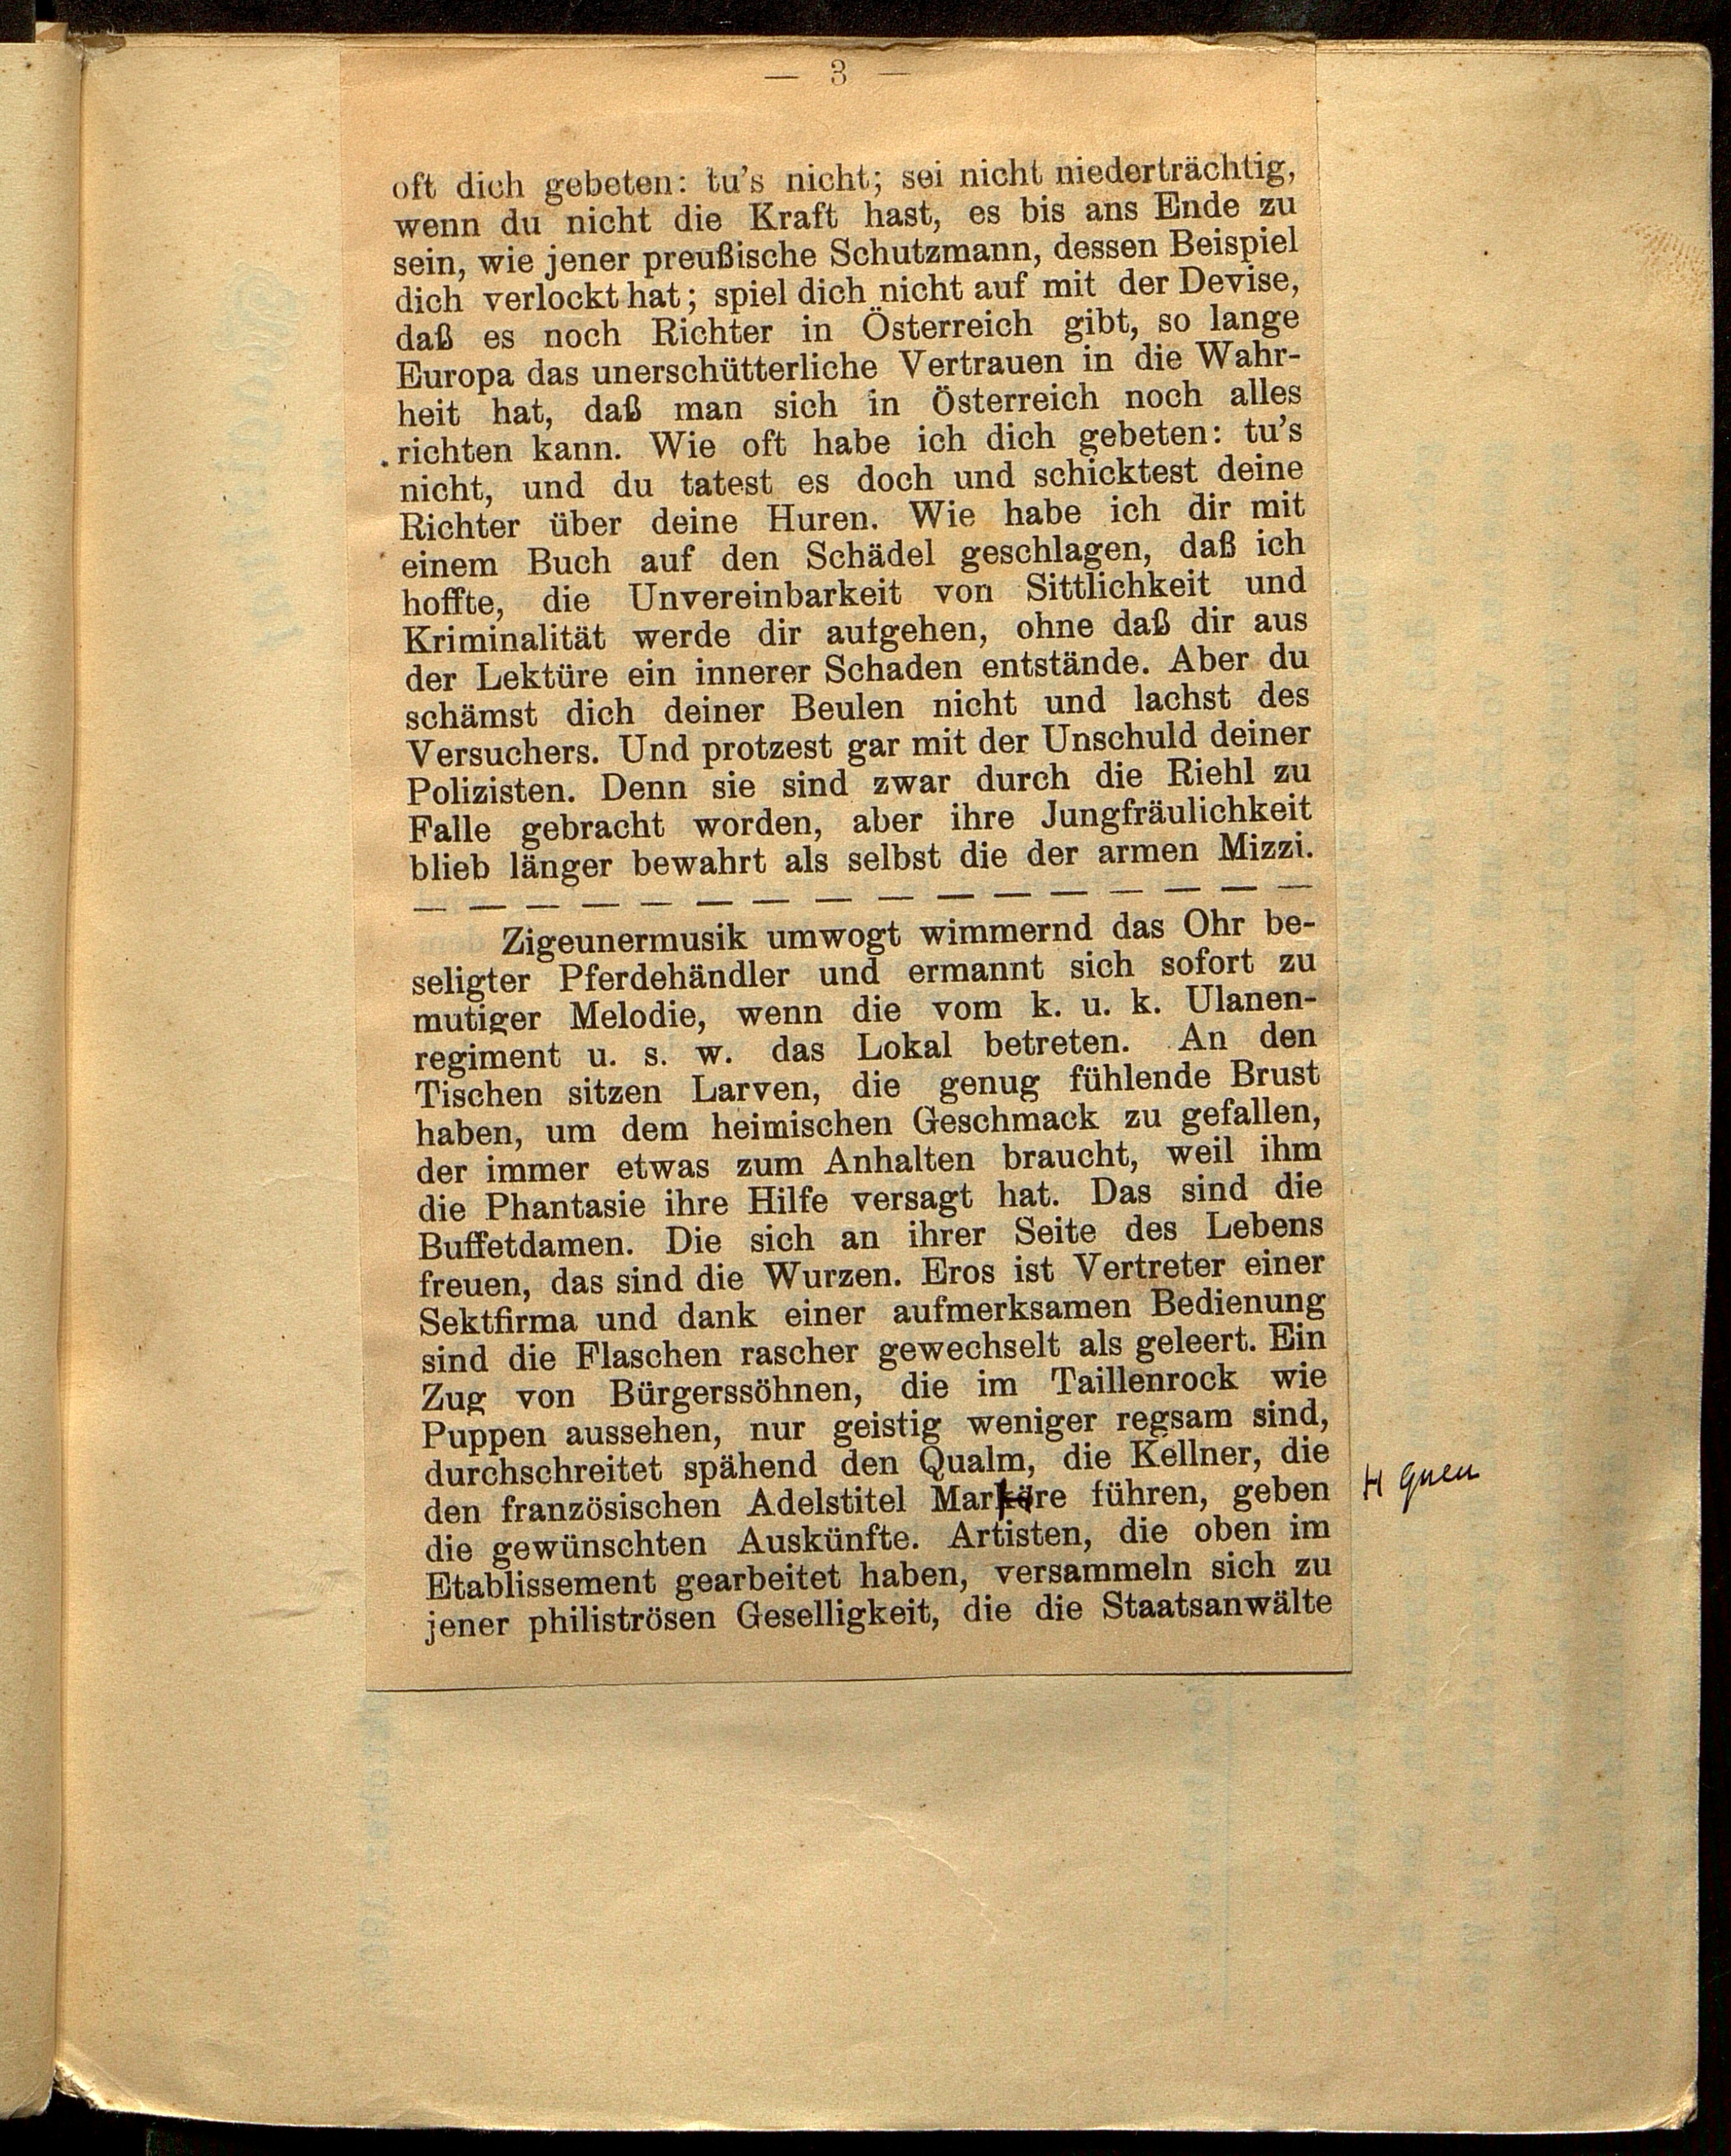 — 3 —
oft dich gebeten: tu's nicht; sei nicht niederträchtig,
wenn du nicht die Kraft hast, es bis ans Ende zu
sein, wie jener preußische Schutzmann, dessen Beispiel
dich verlockt hat; spiel dich nicht auf mit der Devise,
daß es noch Richter in Österreich gibt, so lange
Europa das unerschütterliche Vertrauen in die Wahr-
heit hat, daß man sich in Österreich noch alles
richten kann. Wie oft habe ich dich gebeten: tu's
nicht, und du tatest es doch und schicktest deine
Richter über deine Huren. Wie habe ich dir mit
einem Buch auf den Schädel geschlagen, daß ich
hoffte, die Unvereinbarkeit von Sittlichkeit und
Kriminalität werde dir aufgehen, ohne daß dir aus
der Lektüre ein innerer Schaden entstände. Aber du
schämst dich deiner Beulen nicht und lachst des
Versuchers. Und protzest gar mit der Unschuld deiner
Polizisten. Denn sie sind zwar durch die Riehl zu
Falle gebracht worden, aber ihre Jungfräulichkeit
blieb länger bewahrt als selbst die der armen Mizzi.
— — — — — — — — — — — — — — — —
Zigeunermusik umwogt wimmernd das Ohr be-
seligter Pferdehändler und ermannt sich sofort zu
mutiger Melodie, wenn die vom k. u. k. Ulanen-
regiment u. s. w. das Lokal betreten. An den
Tischen sitzen Larven, die genug fühlende Brust
haben, um dem heimischen Geschmack zu gefallen,
der immer etwas zum Anhalten braucht, weil ihm
die Phantasie ihre Hilfe versagt hat. Das sind die
Buffetdamen. Die sich an ihrer Seite des Lebens
freuen, das sind die Wurzen. Eros ist Vertreter einer
Sektfirma und dank einer aufmerksamen Bedienung
sind die Flaschen rascher gewechselt als geleert. Ein
Zug von Bürgerssöhnen, die im Taillenrock wie
Puppen aussehen, nur geistig weniger regsam sind,
durchschreitet spähend den Qualm, die Kellner, die
den französischen Adelstitel Marköre führen, geben
die gewünschten Auskünfte. Artisten, die oben im
Etablissement gearbeitet haben, versammeln sich zu
jener philiströsen Geselligkeit, die die Staatsanwälte